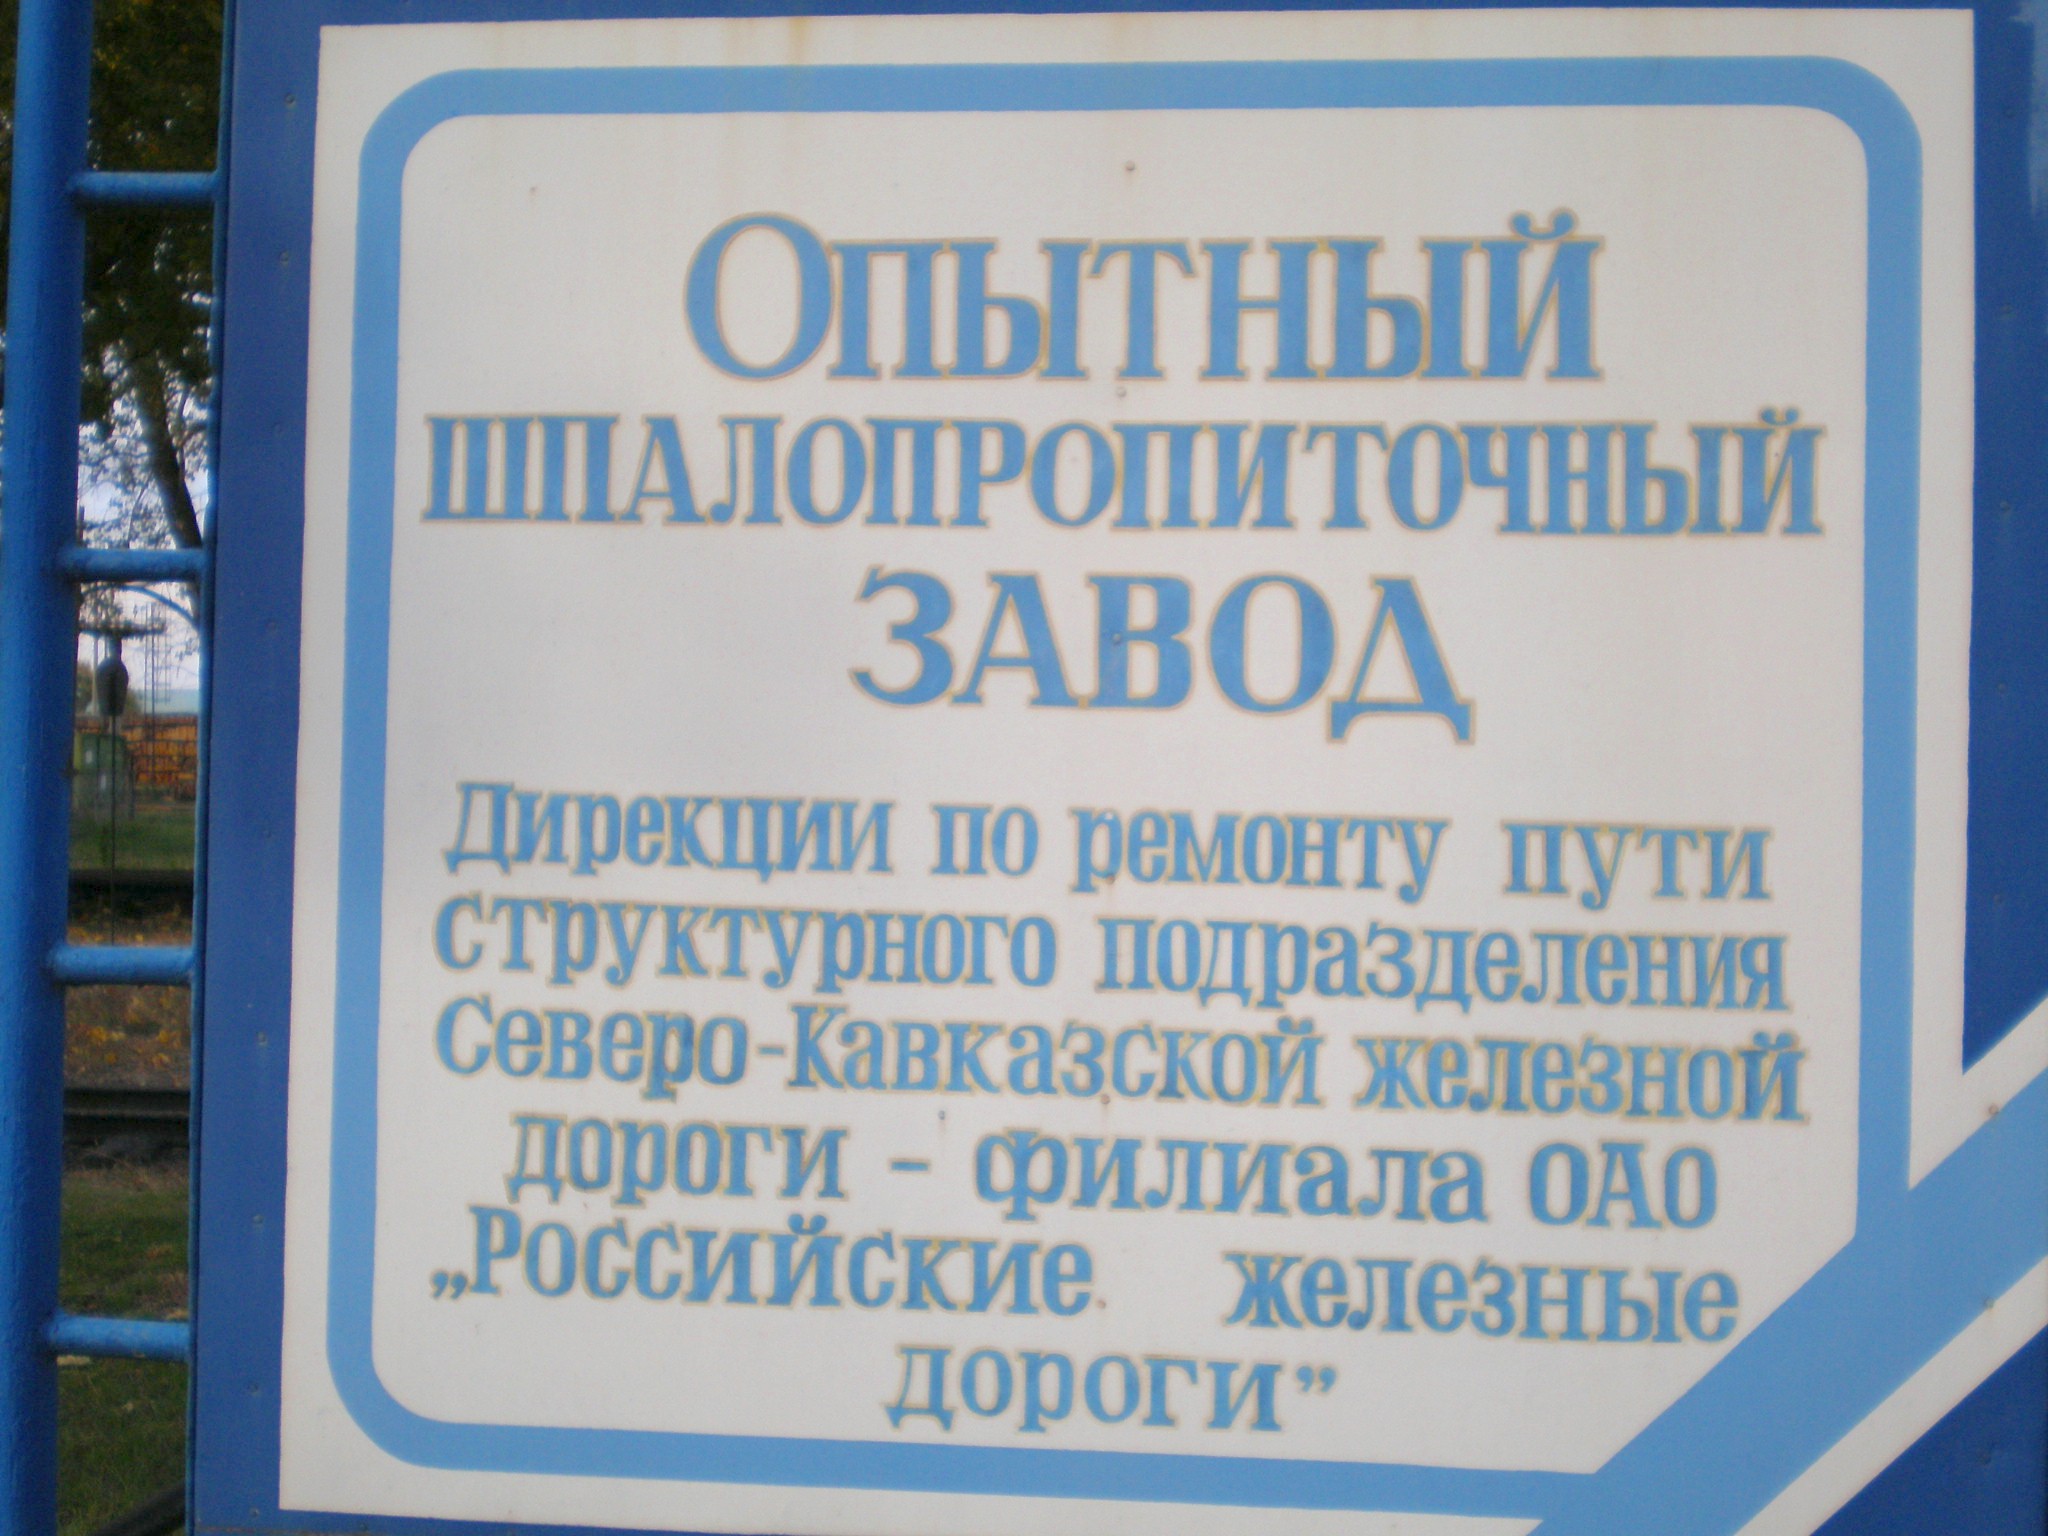 Опытный
шпалопропиточный
завод
Дирекции по ремонту пути
структурного подразделения
Северо-Кавказской железной
дороги - филиала ОАО
„Российские железные
дороги”